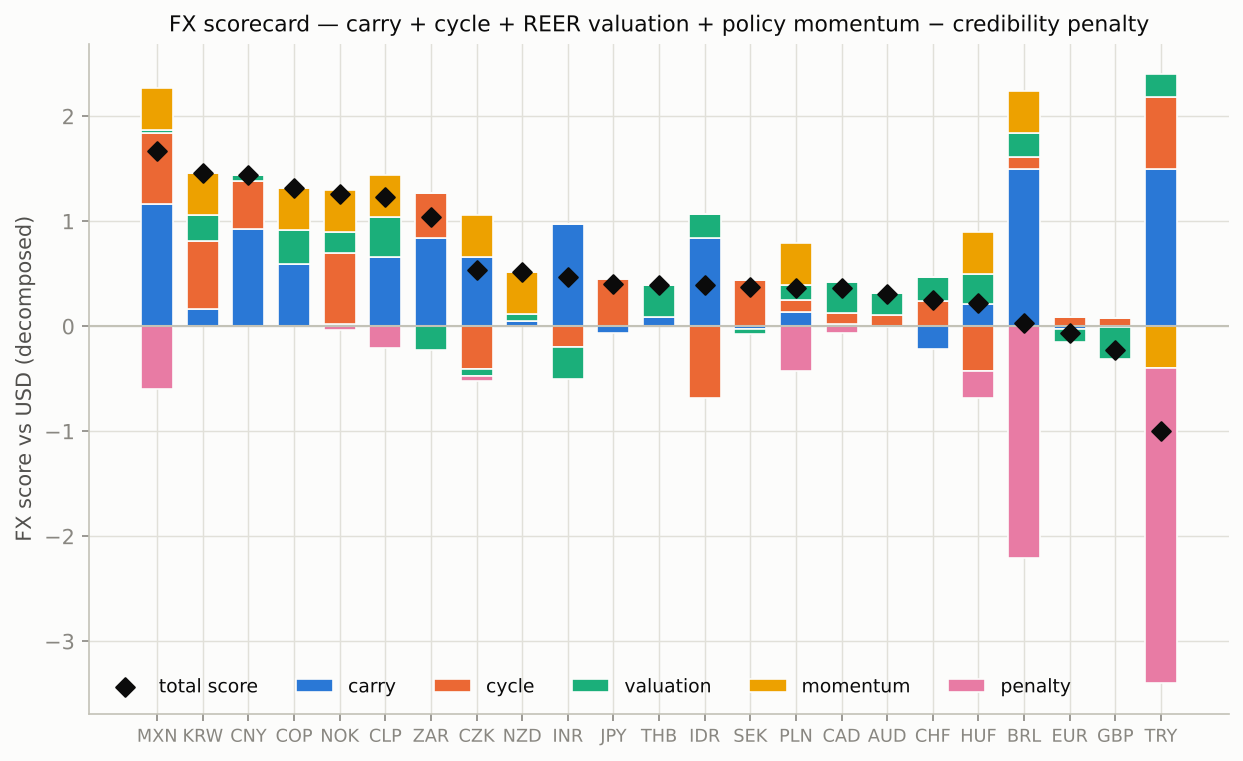 FX scorecard — carry + cycle + REER valuation + policy momentum − credibility penalty
FX score vs USD (decomposed)
2
1
0
−1
−2
−3
total score carry cycle valuation momentum penalty
MXN KRW CNY COP NOK CLP ZAR CZK NZD INR JPY THB IDR SEK PLN CAD AUD CHF HUF BRL EUR GBP TRY